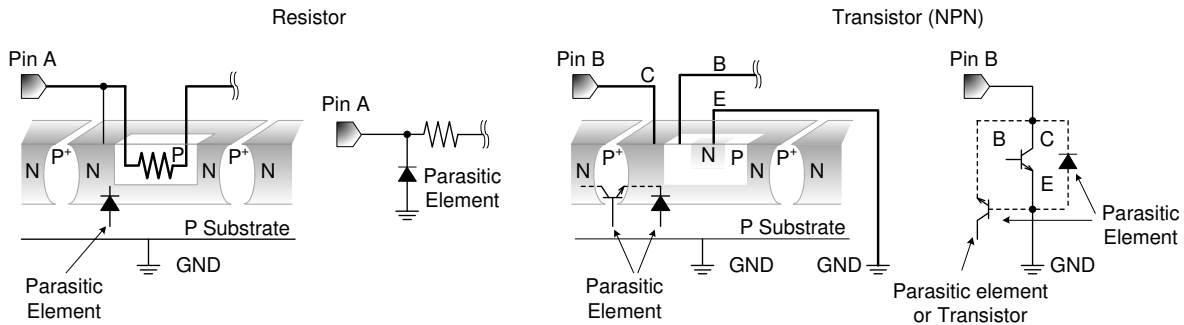 Resistor
Pin A
N
P+
N
P
N
P+
N
P Substrate
GND
Parasitic
Element
Pin A
Parasitic
Element
Transistor (NPN)
Pin B
C
B
E
N
P+
N
N
P
N
P+
N
P Substrate
GND
GND
Parasitic
Element
Pin B
B
C
E
Parasitic
Element
GND
Parasitic element
or Transistor